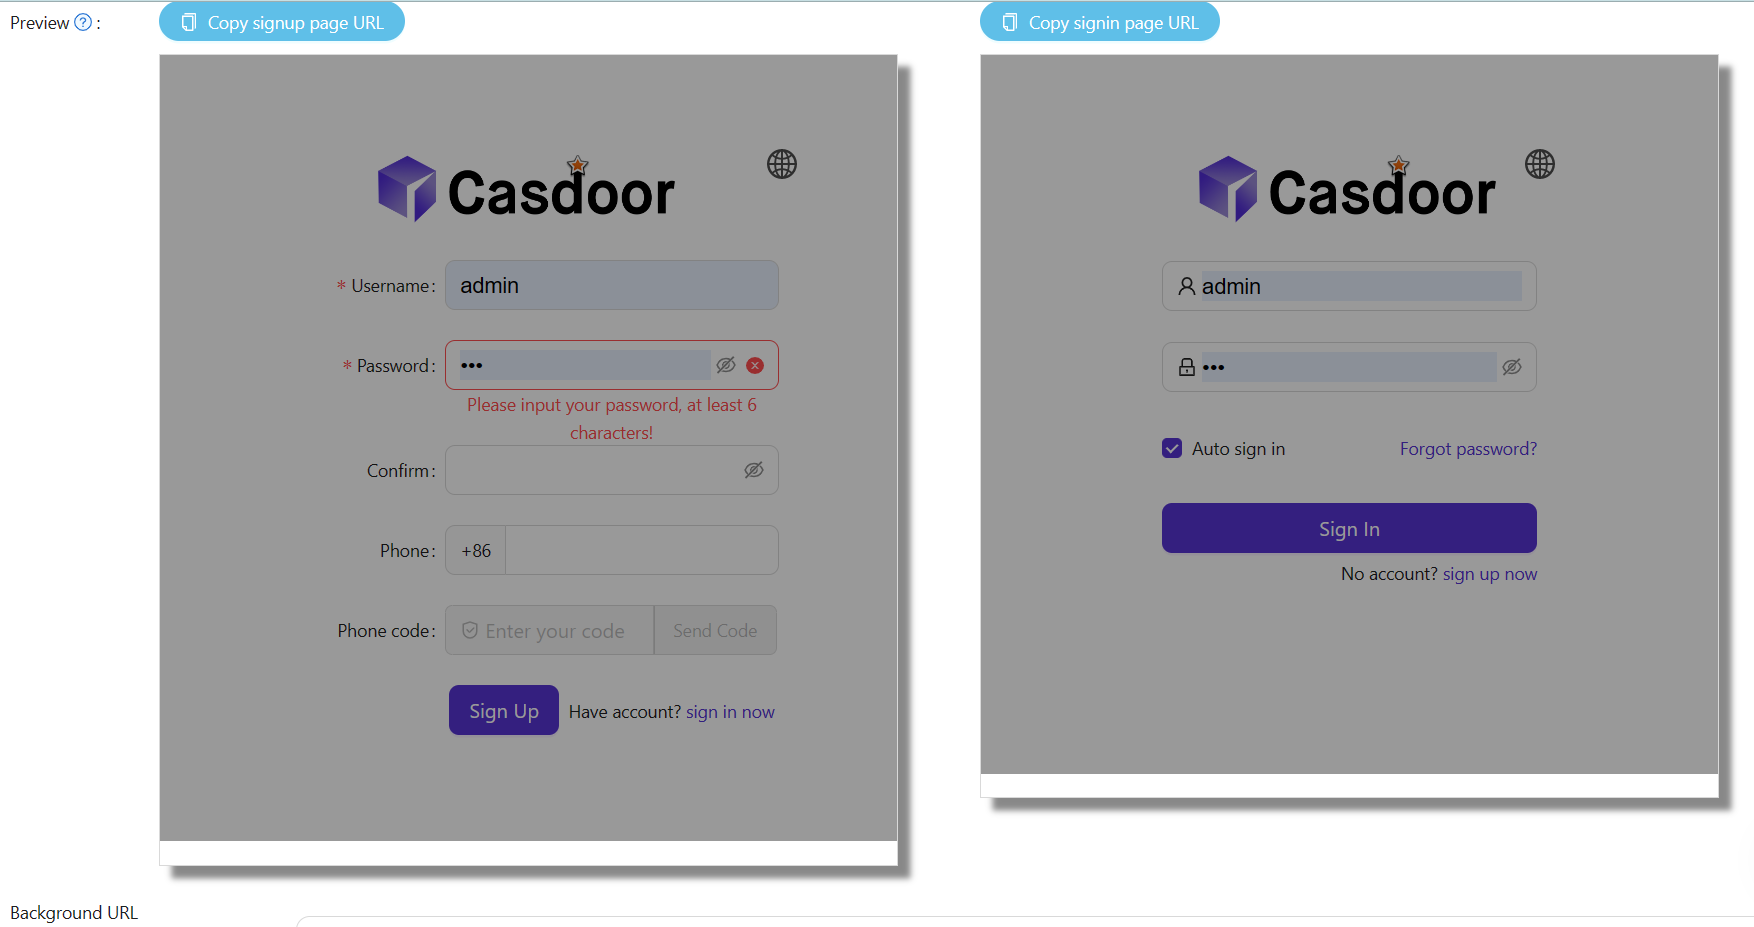 Preview ? :
Copy signup page URL
Copy signin page URL
Casdoor
* Username :
admin
* Password :
•••
Please input your password, at least 6
characters!
Confirm :
Phone :
+86
Phone code :
Enter your code
Send Code
Sign Up
Have account? sign in now
Casdoor
admin
•••
Auto sign in
Forgot password?
Sign In
No account? sign up now
Background URL